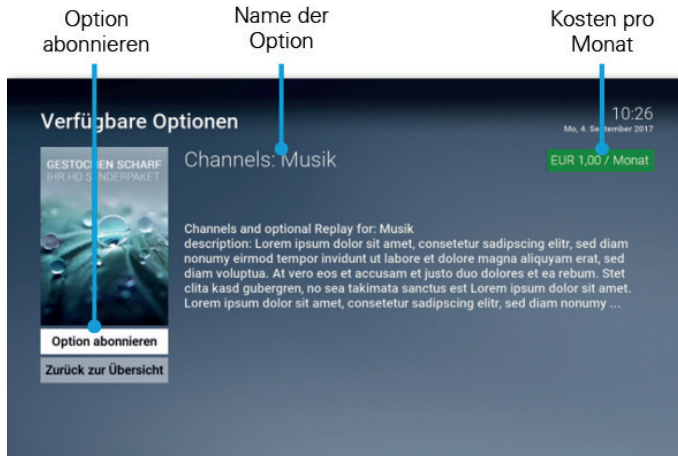 Option
abonnieren
Name der
Option
Kosten pro
Monat
Verfügbare Optionen
10:26
Mo, 4. September 2017
GESTOCHEN SCHARF
IHR HD SENDERPAKET
Channels: Musik
EUR 1,00 / Monat
Channels and optional Replay for: Musik
description: Lorem ipsum dolor sit amet, consetetur sadipscing elitr, sed diam
nonumy eirmod tempor invidunt ut labore et dolore magna aliquyam erat, sed
diam voluptua. At vero eos et accusam et justo duo dolores et ea rebum. Stet
clita kasd gubergren, no sea takimata sanctus est Lorem ipsum dolor sit amet.
Lorem ipsum dolor sit amet, consetetur sadipscing elitr, sed diam nonumy ...
Option abonnieren
Zurück zur Übersicht